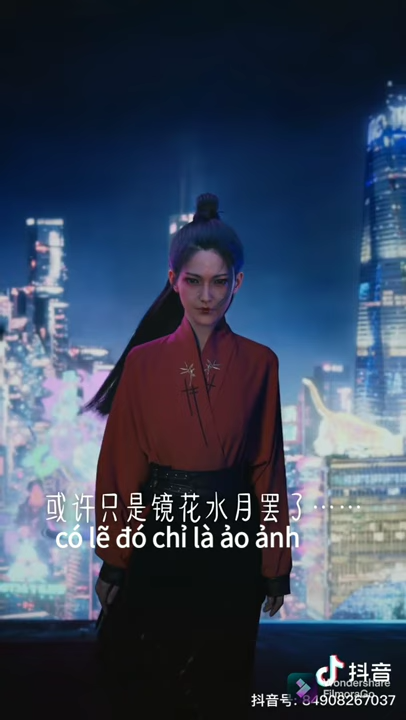 或许只是镜花水月罢了……
có lẽ đó chỉ là ảo ảnh
抖音
Wondershare
FilmoraGo
抖音号: 84908267037